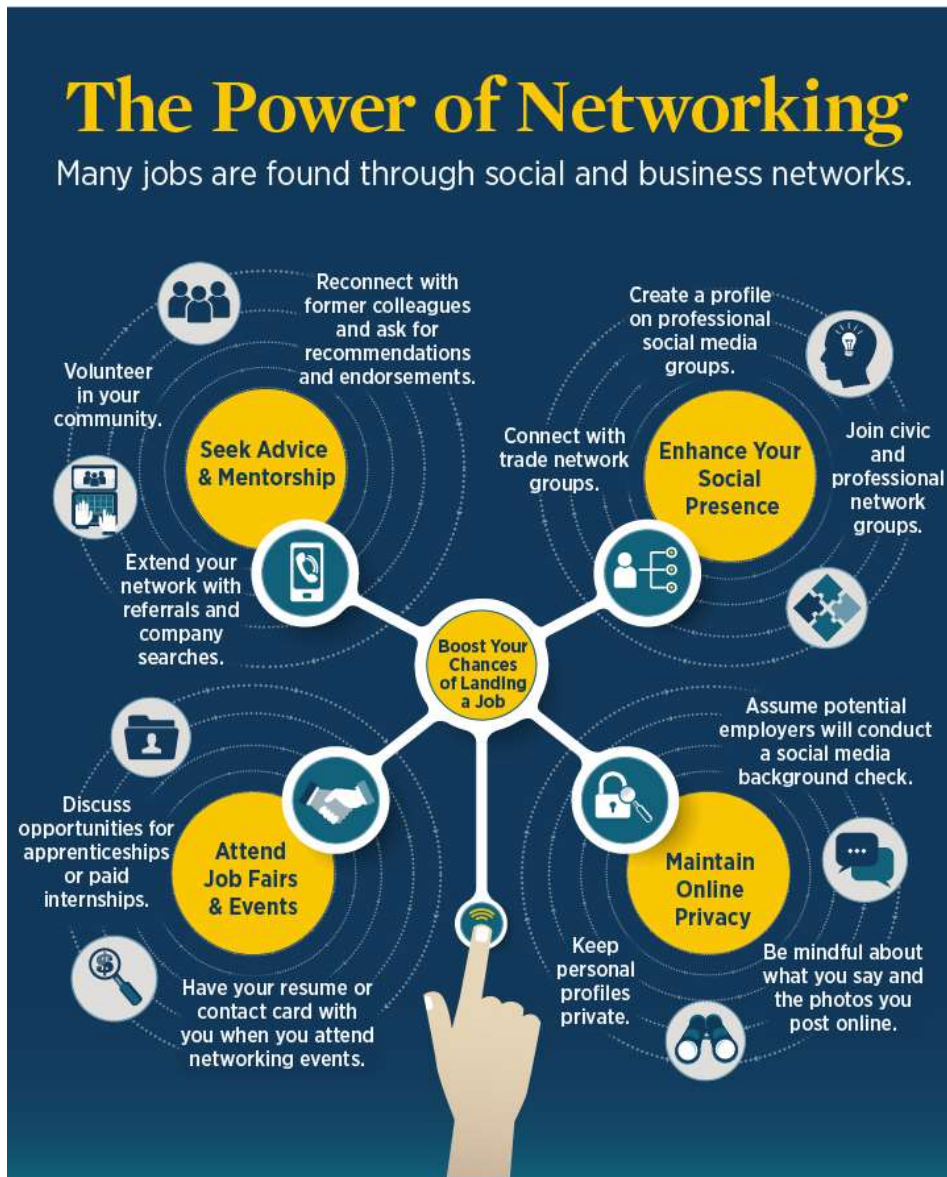 The Power of Networking
Many jobs are found through social and business networks.
Reconnect with
former colleagues
and ask for
recommendations
and endorsements.
Volunteer
in your
community.
Seek Advice
& Mentorship
Extend your
network with
referrals and
company
searches.
Create a profile
on professional
social media
groups.
Connect with
trade network
groups.
Enhance Your
Social
Presence
Join civic
and
professional
network
groups.
Boost Your
Chances
of Landing
a Job
Discuss
opportunities for
apprenticeships
or paid
internships.
Attend
Job Fairs
& Events
Have your resume or
contact card with
you when you attend
networking events.
Assume potential
employers will conduct
a social media
background check.
Maintain
Online
Privacy
Keep
personal
profiles
private.
Be mindful about
what you say and
the photos you
post online.
$